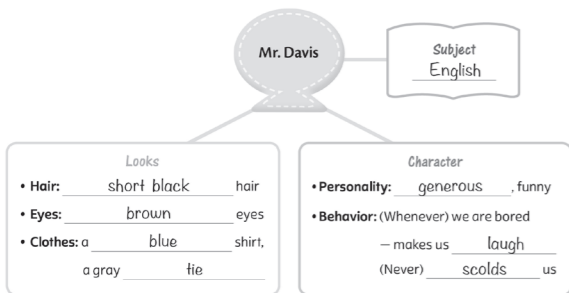 Mr. Davis
Subject
English
Looks
• Hair: short black hair
• Eyes: brown eyes
• Clothes: a blue shirt,
a gray tie
Character
• Personality: generous, funny
• Behavior: (Whenever) we are bored
– makes us laugh
(Never) scolds us